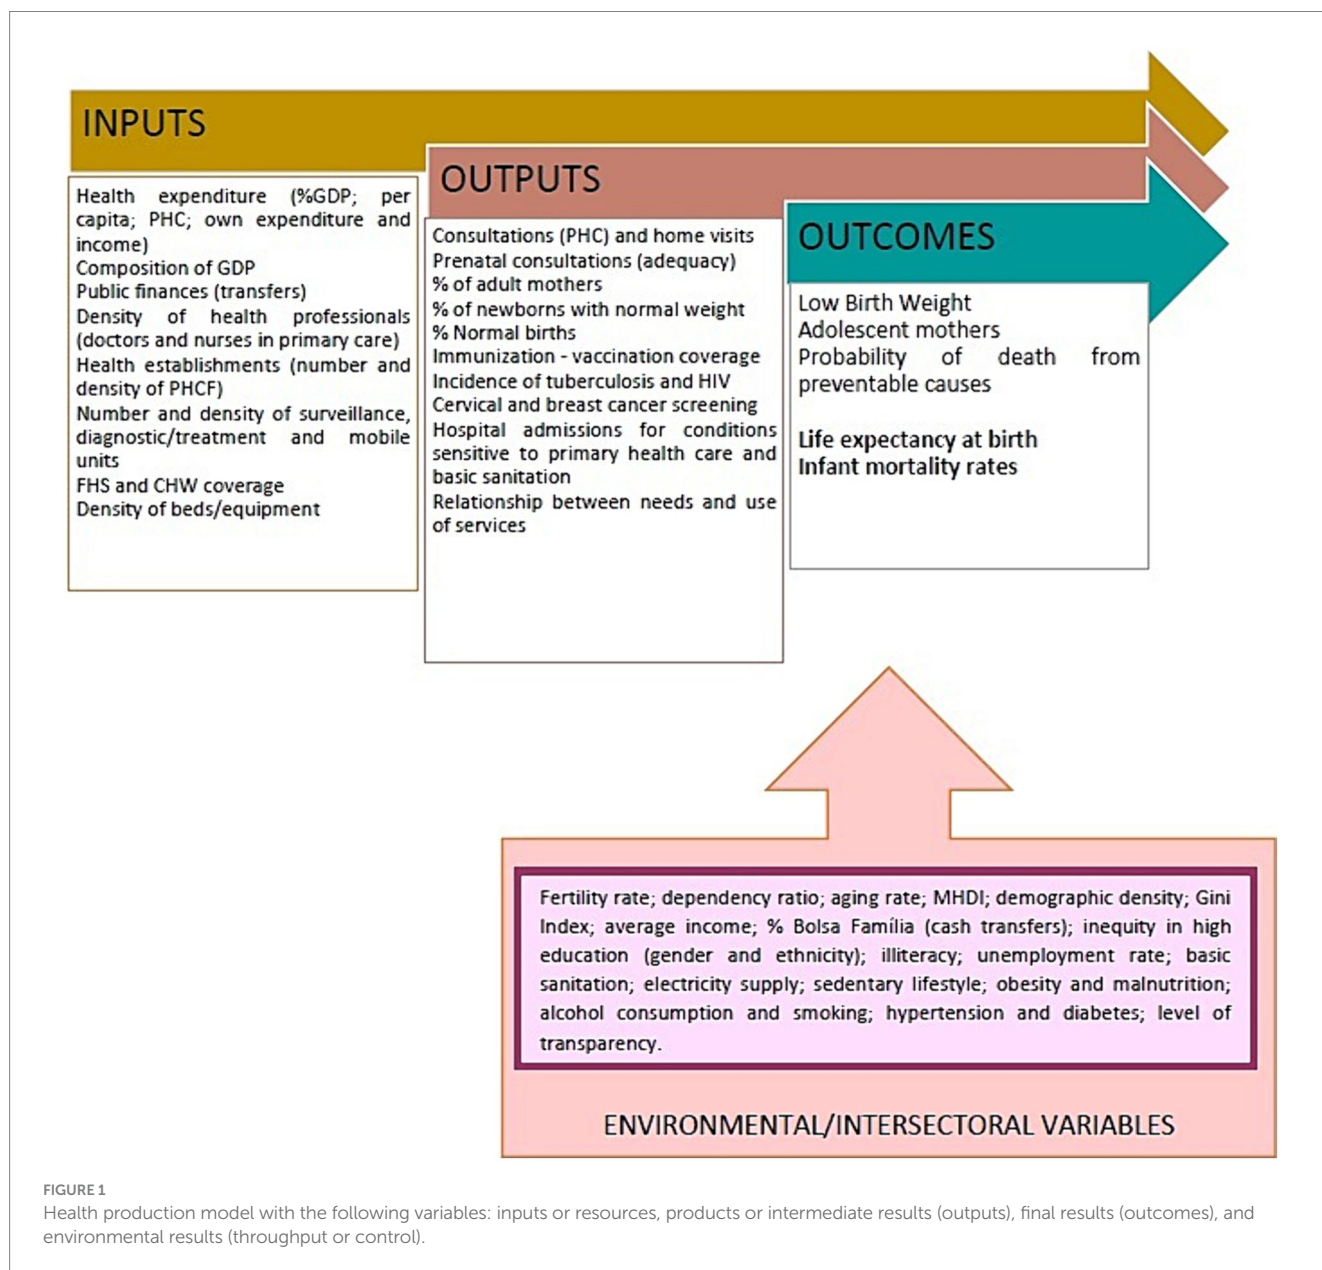 INPUTS
Health expenditure (%GDP; per
capita; PHC; own expenditure and
income)
Composition of GDP
Public finances (transfers)
Density of health professionals
(doctors and nurses in primary care)
Health establishments (number and
density of PHCF)
Number and density of surveillance,
diagnostic/treatment and mobile
units
FHS and CHW coverage
Density of beds/equipment
OUTPUTS
Consultations (PHC) and home visits
Prenatal consultations (adequacy)
% of adult mothers
% of newborns with normal weight
% Normal births
Immunization - vaccination coverage
Incidence of tuberculosis and HIV
Cervical and breast cancer screening
Hospital admissions for conditions
sensitive to primary health care and
basic sanitation
Relationship between needs and use
of services
OUTCOMES
Low Birth Weight
Adolescent mothers
Probability of death from
preventable causes
Life expectancy at birth
Infant mortality rates
Fertility rate; dependency ratio; aging rate; MHDI; demographic density; Gini
Index; average income; % Bolsa Família (cash transfers); inequity in high
education (gender and ethnicity); illiteracy; unemployment rate; basic
sanitation; electricity supply; sedentary lifestyle; obesity and malnutrition;
alcohol consumption and smoking; hypertension and diabetes; level of
transparency.
ENVIRONMENTAL/INTERSECTORAL VARIABLES
FIGURE 1
Health production model with the following variables: inputs or resources, products or intermediate results (outputs), final results (outcomes), and
environmental results (throughput or control).